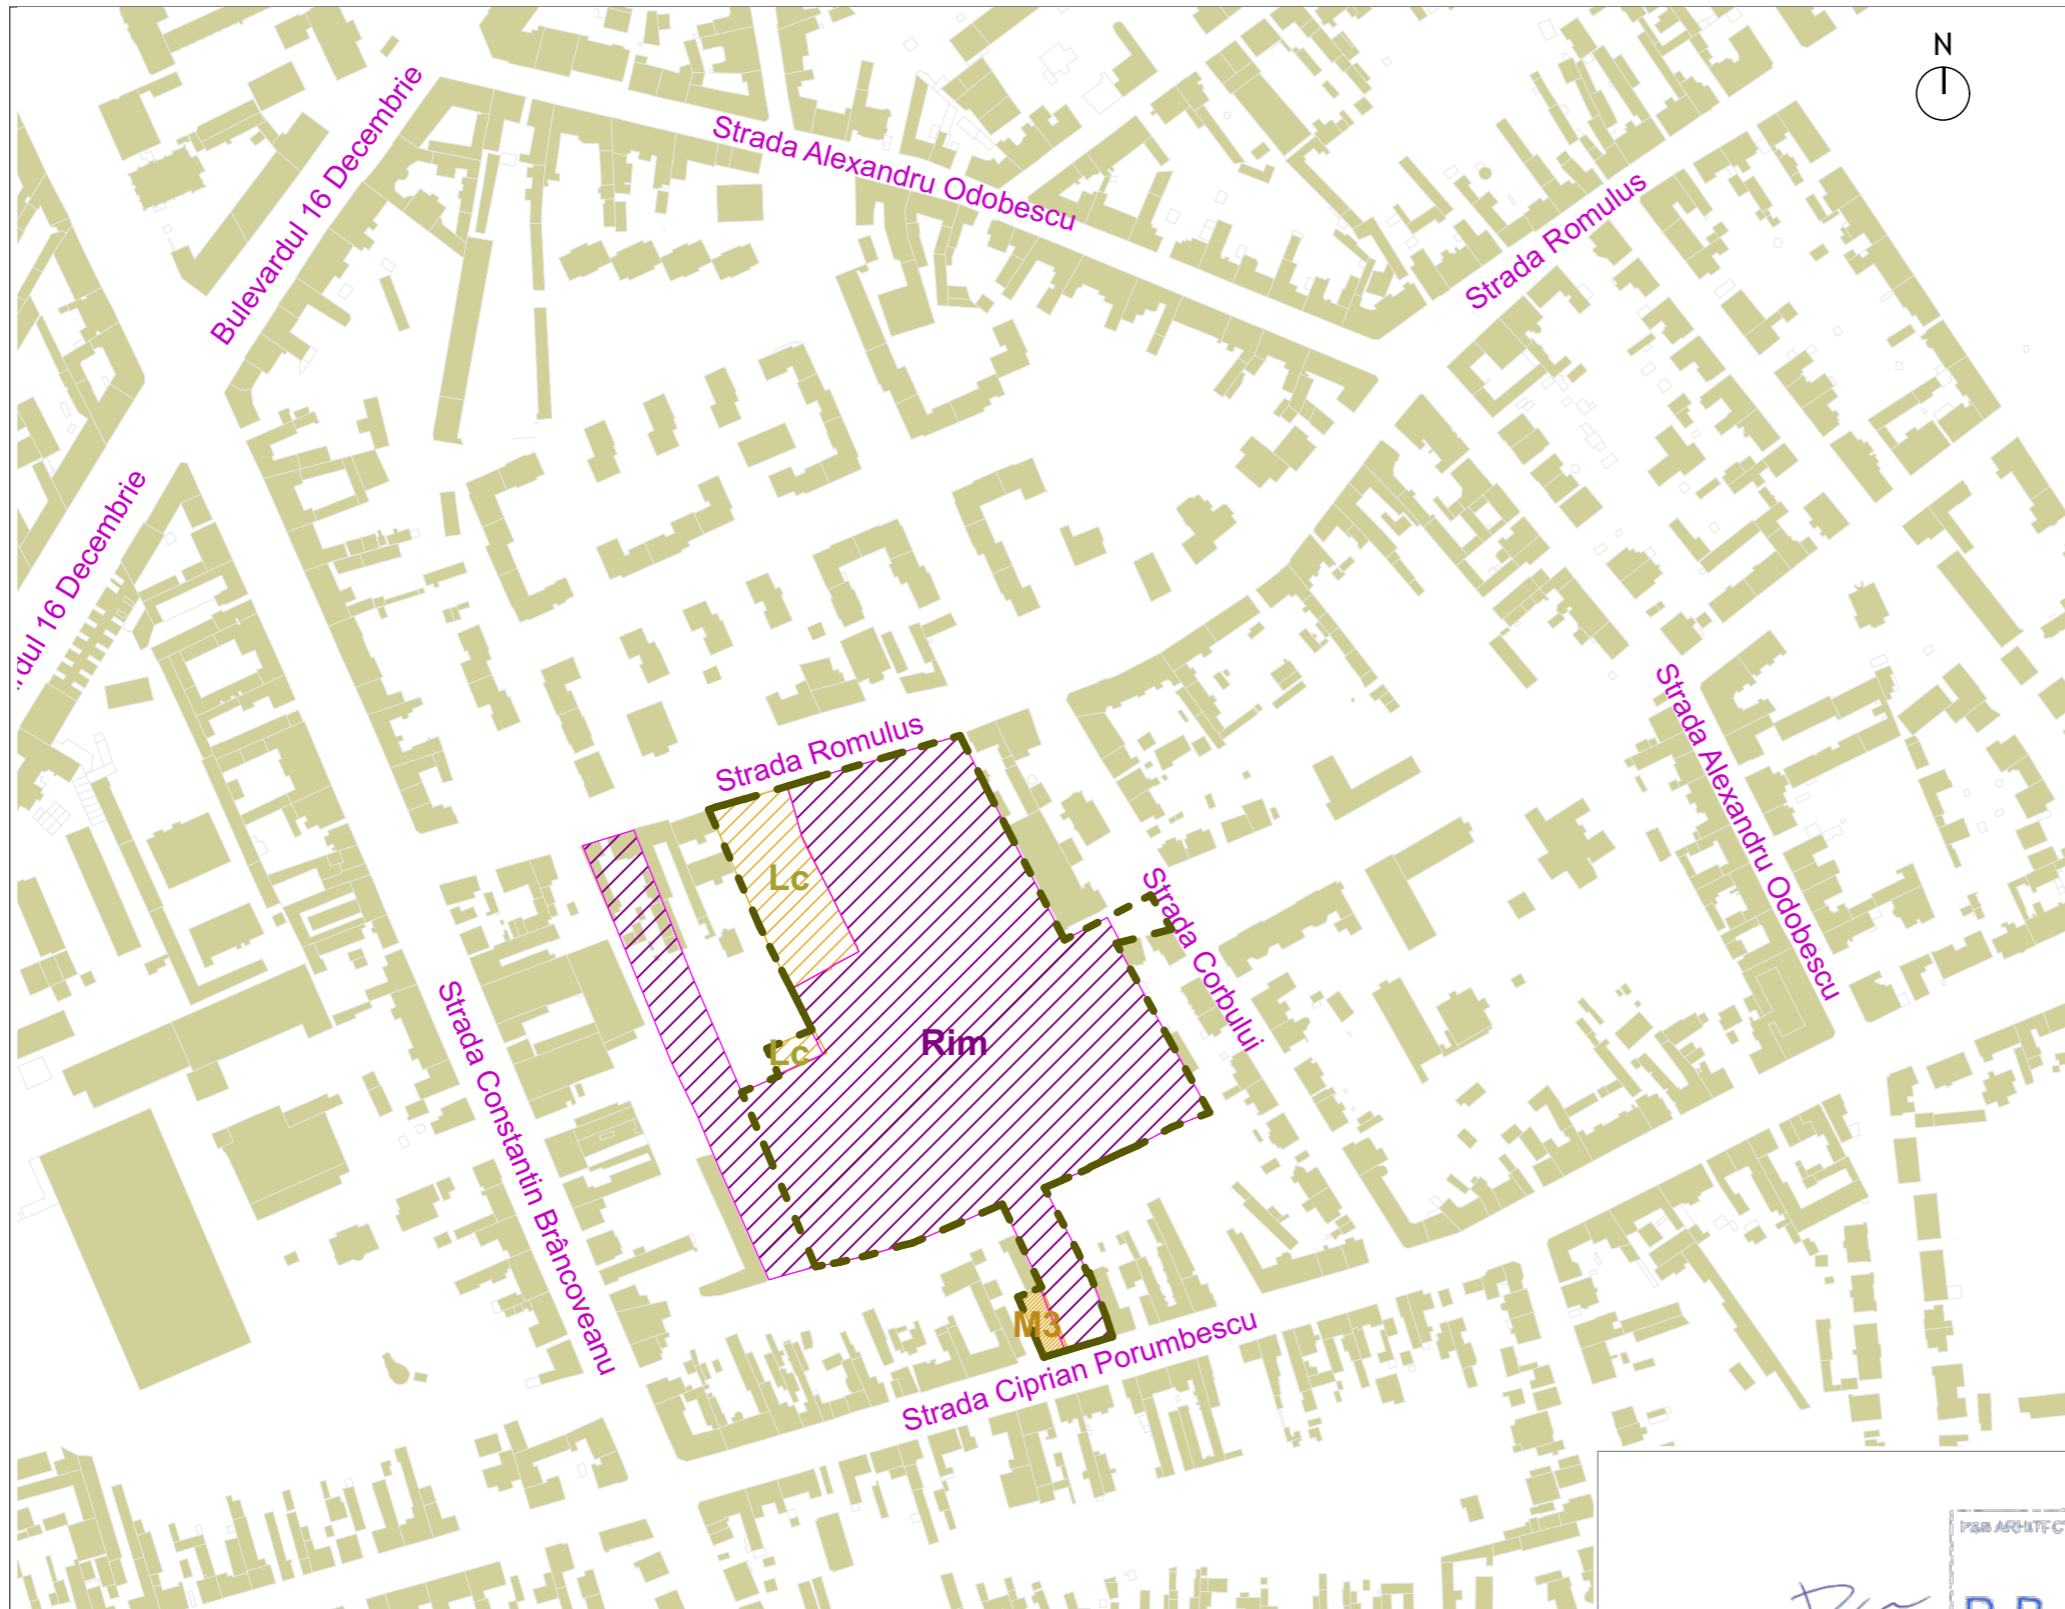 N
Bulevardul 16 Decembrie
Strada Alexandru Odobescu
Strada Romulus
rdul 16 Decembrie
Strada Romulus
Strada Alexandru Odobescu
Lc
Strada Corbului
Strada Constantin Brâncoveanu
Rim
Lc
M3
Strada Ciprian Porumbescu